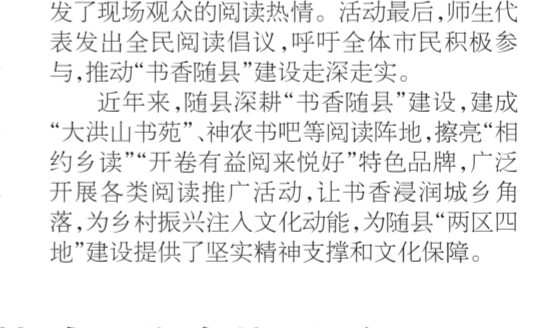 发了现场观众的阅读热情。活动最后,师生代
表发出全民阅读倡议,呼吁全体市民积极参
与,推动“书香随县”建设走深走实。
近年来,随县深耕“书香随县”建设,建成
“大洪山书苑”、神农书吧等阅读阵地,擦亮“相
约乡读”“开卷有益阅来悦好”特色品牌,广泛
开展各类阅读推广活动,让书香浸润城乡角
落,为乡村振兴注入文化动能,为随县“两区四
地”建设提供了坚实精神支撑和文化保障。